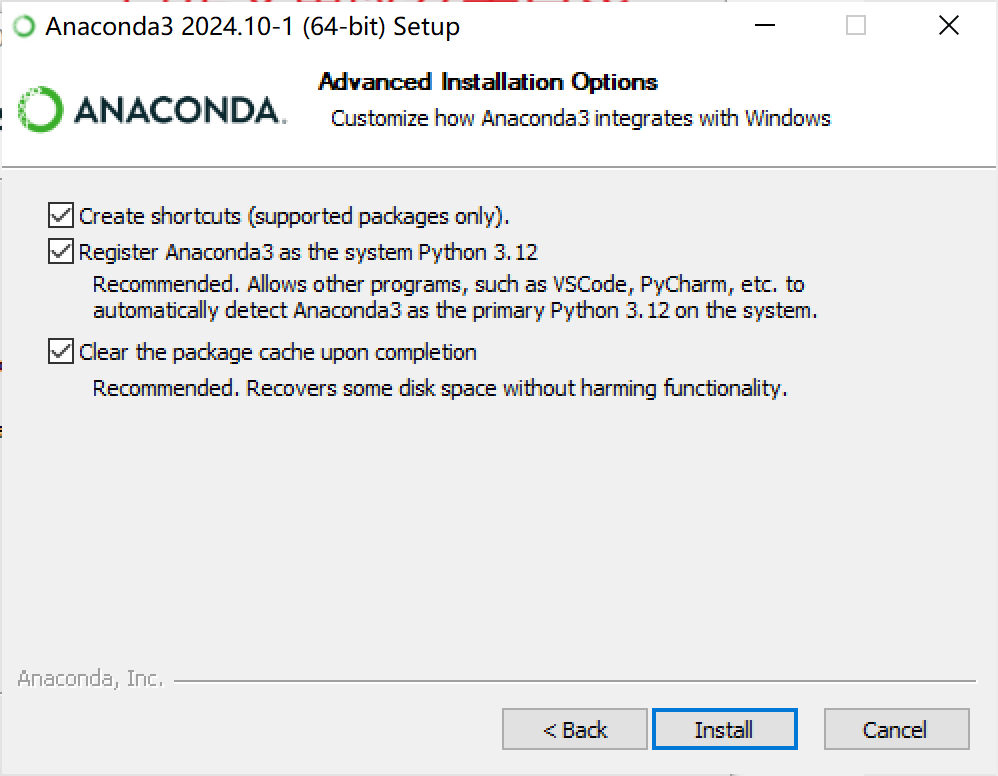 Anaconda3 2024.10-1 (64-bit) Setup
ANACONDA.
Advanced Installation Options
Customize how Anaconda3 integrates with Windows
Create shortcuts (supported packages only).
Register Anaconda3 as the system Python 3.12
Recommended. Allows other programs, such as VSCode, PyCharm, etc. to
automatically detect Anaconda3 as the primary Python 3.12 on the system.
Clear the package cache upon completion
Recommended. Recovers some disk space without harming functionality.
Anaconda, Inc.
< Back
Install
Cancel